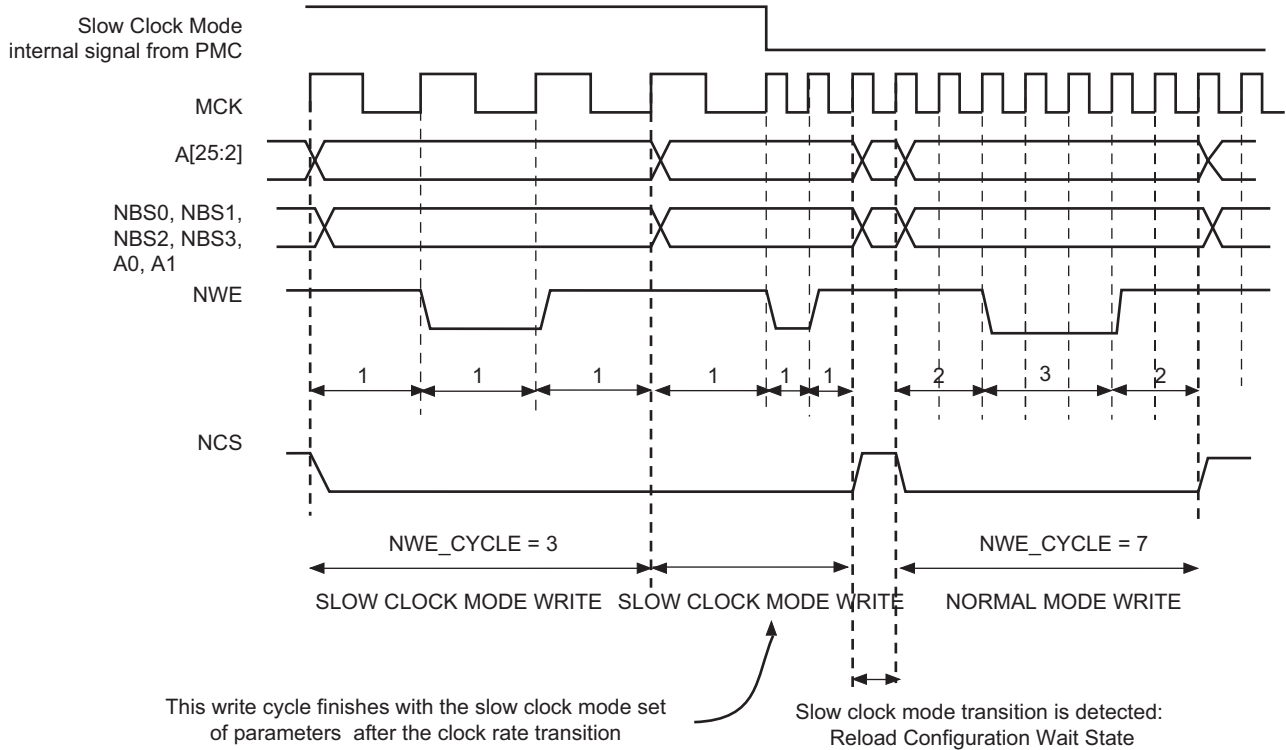 Slow Clock Mode
internal signal from PMC
MCK
A[25:2]
NBS0, NBS1,
NBS2, NBS3,
A0, A1
NWE
1 1 1 1 1 1 2 3 2
NCS
NWE_CYCLE = 3 NWE_CYCLE = 7
SLOW CLOCK MODE WRITE SLOW CLOCK MODE WRITE NORMAL MODE WRITE
This write cycle finishes with the slow clock mode set
of parameters after the clock rate transition
Slow clock mode transition is detected:
Reload Configuration Wait State